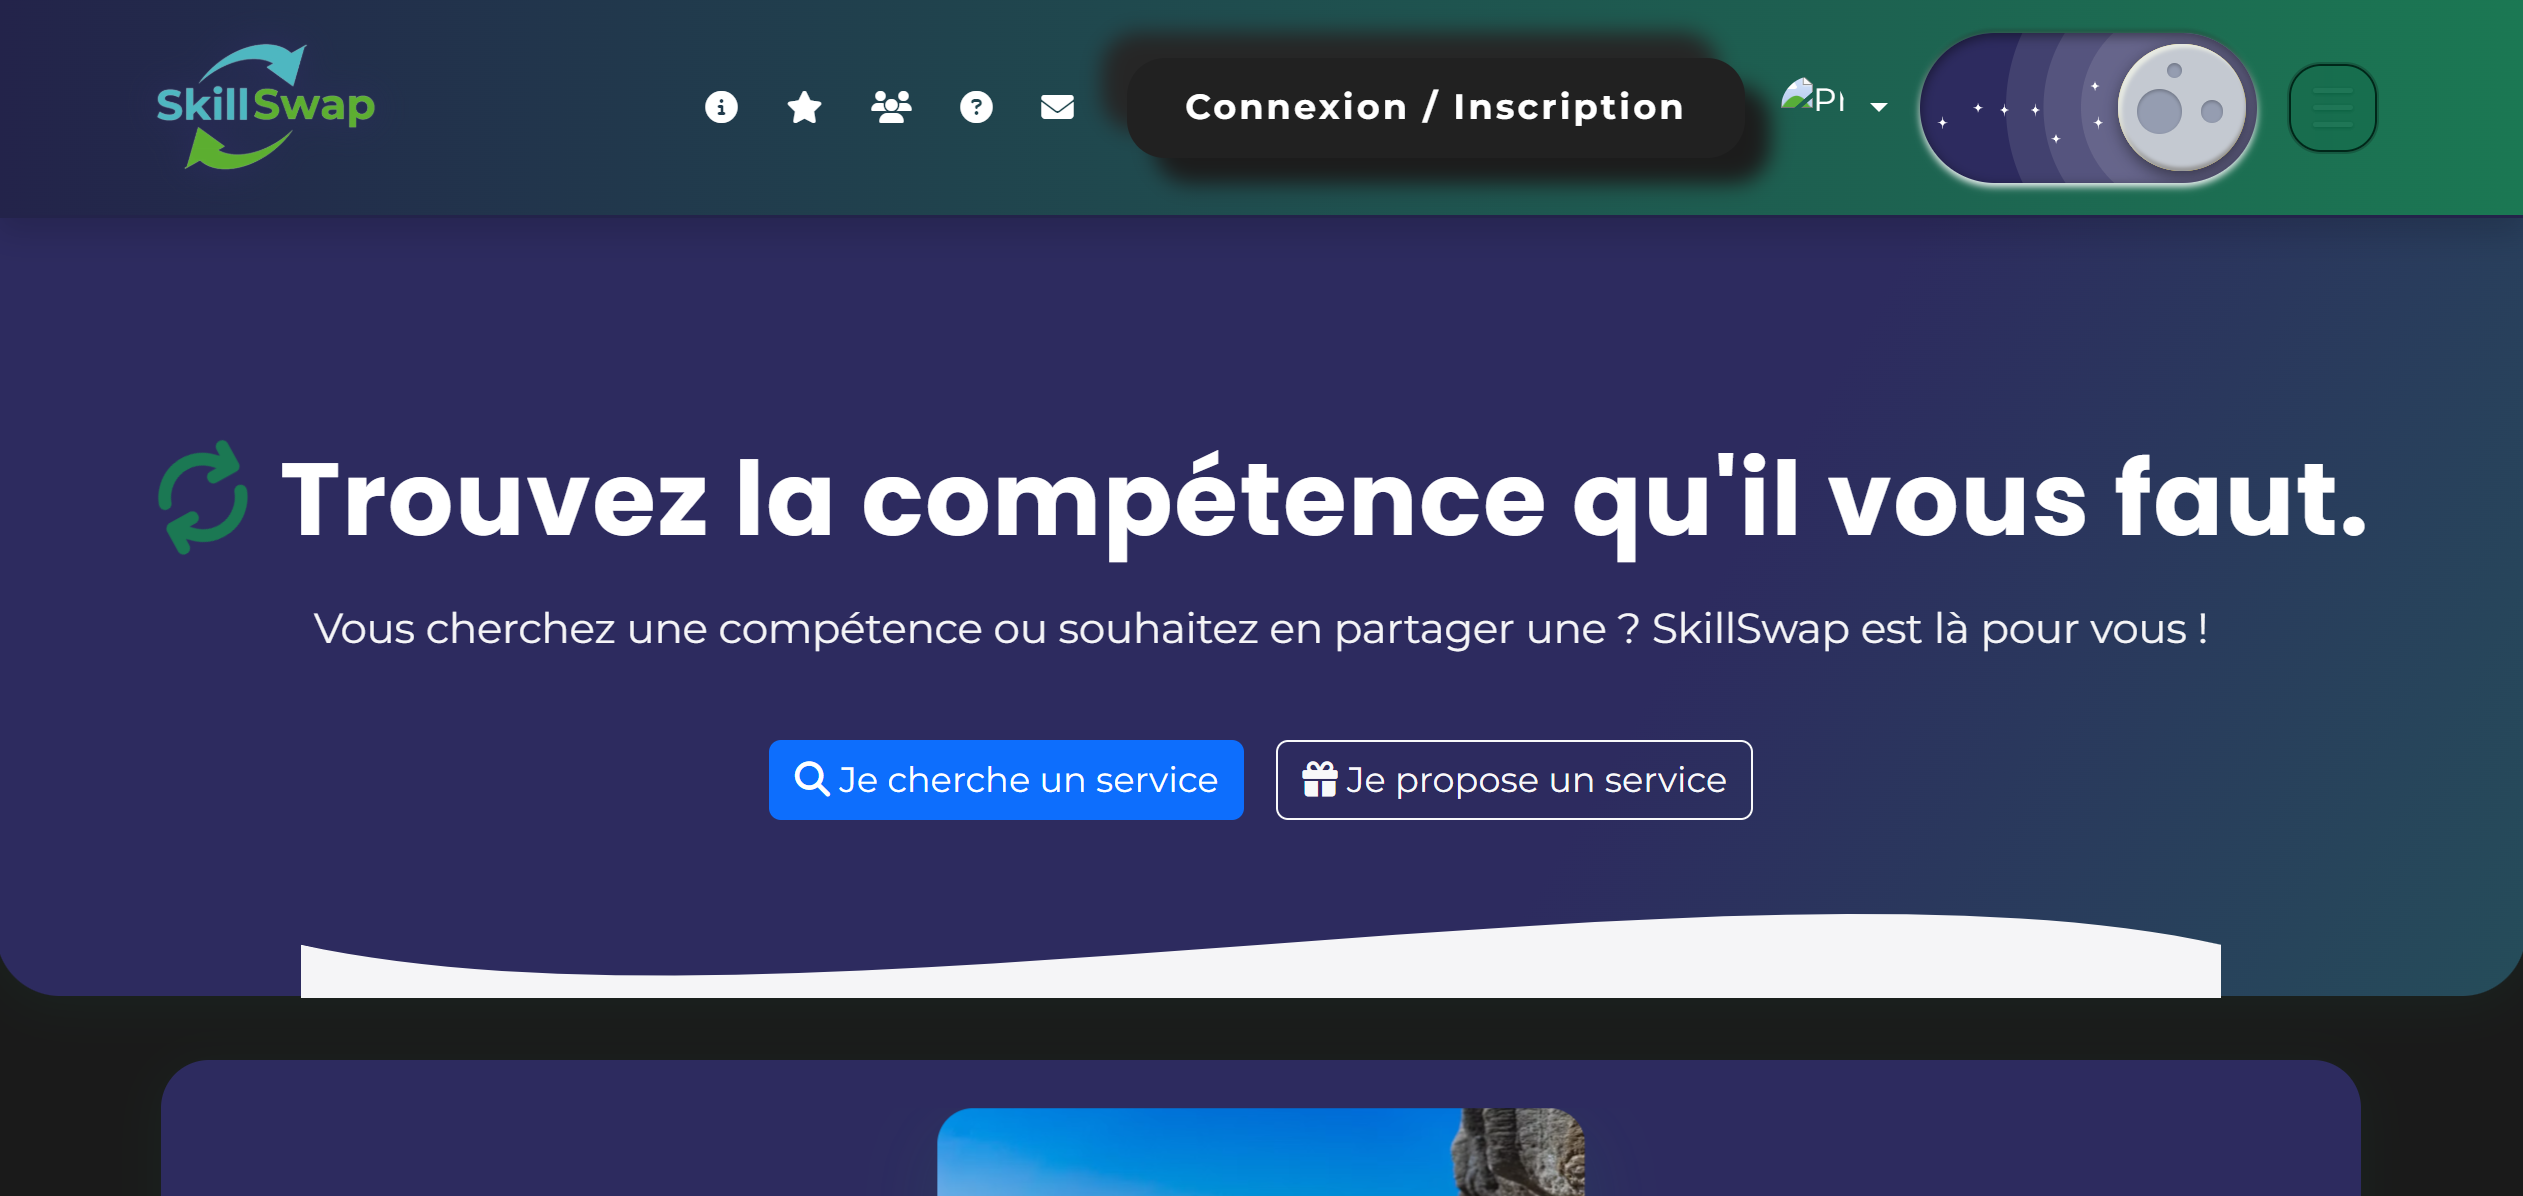 SkillSwap
Connexion / Inscription
Trouvez la compétence qu'il vous faut.
Vous cherchez une compétence ou souhaitez en partager une ? SkillSwap est là pour vous !
Je cherche un service
Je propose un service